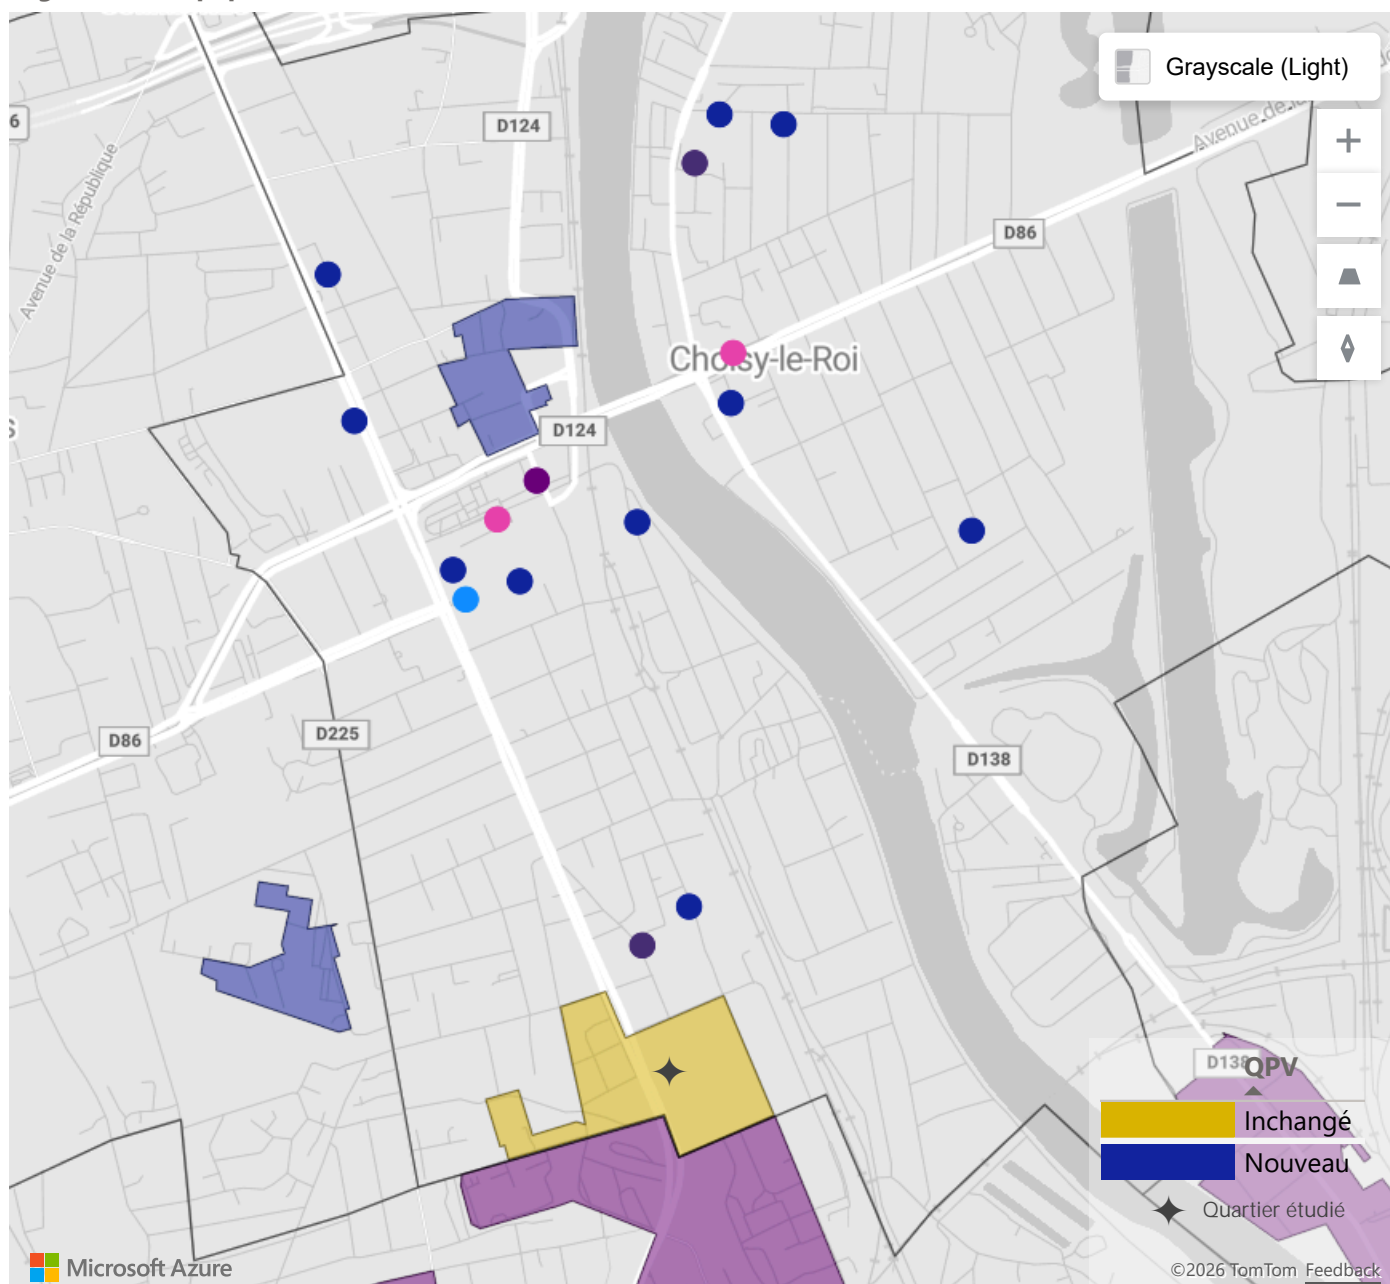 Grayscale (Light)
6
D124
Avenue de la
Avenue de la République
D86
Choisy-le-Roi
D124
S
D225
D86
D138
D138
QPV
Inchangé
Nouveau
Quartier étudié
Microsoft Azure
©2026 TomTom Feedback